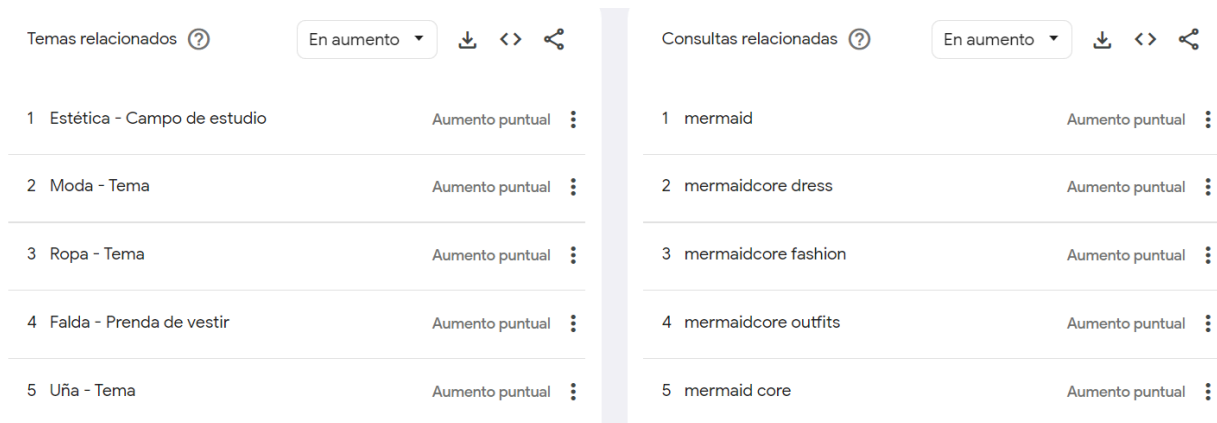 Temas relacionados
En aumento
1 Estética - Campo de estudio Aumento puntual
2 Moda - Tema Aumento puntual
3 Ropa - Tema Aumento puntual
4 Falda - Prenda de vestir Aumento puntual
5 Uña - Tema Aumento puntual
Consultas relacionadas
En aumento
1 mermaid Aumento puntual
2 mermaidcore dress Aumento puntual
3 mermaidcore fashion Aumento puntual
4 mermaidcore outfits Aumento puntual
5 mermaid core Aumento puntual